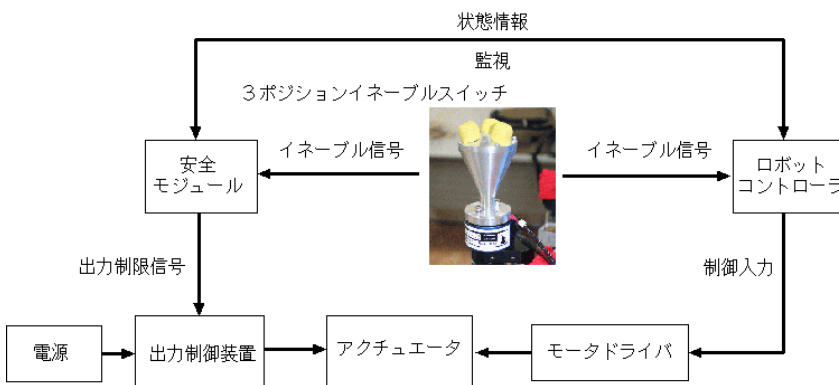 状態情報
監視
３ポジションイネーブルスイッチ
イネーブル信号
イネーブル信号
安全
モジュール
ロボット
コントローラ
出力制限信号
制御入力
電源
出力制御装置
アクチュエータ
モータドライバ